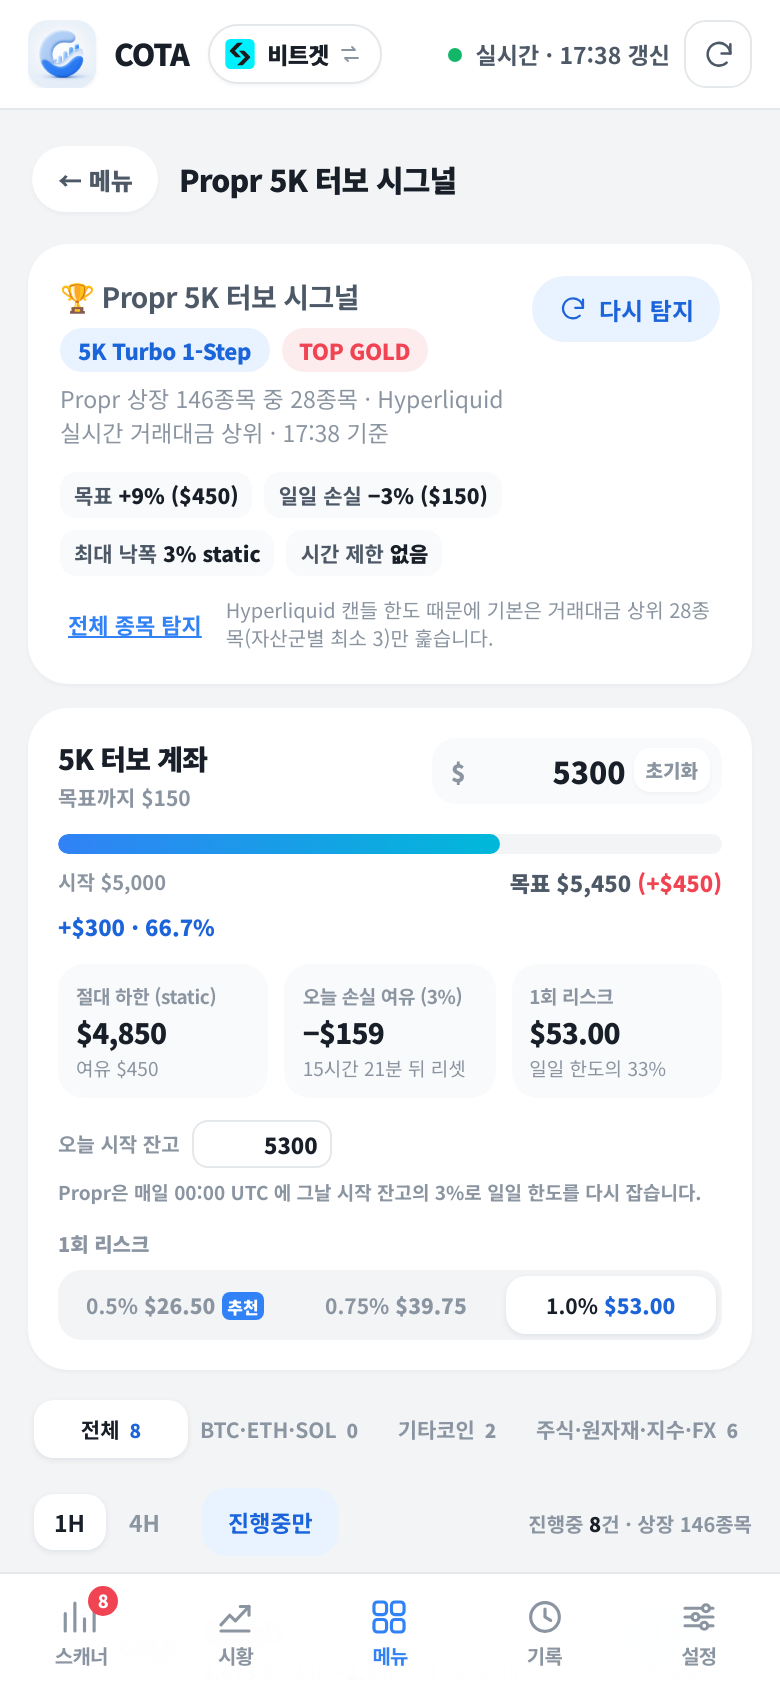 COTA
비트겟
실시간 · 17:38 갱신
← 메뉴
Propr 5K 터보 시그널
🏆 Propr 5K 터보 시그널
다시 탐지
5K Turbo 1-Step
TOP GOLD
Propr 상장 146종목 중 28종목 · Hyperliquid
실시간 거래대금 상위 · 17:38 기준
목표 +9% ($450)
일일 손실 −3% ($150)
최대 낙폭 3% static
시간 제한 없음
전체 종목 탐지
Hyperliquid 캔들 한도 때문에 기본은 거래대금 상위 28종
목(자산군별 최소 3)만 훑습니다.
5K 터보 계좌
목표까지 $150
$ 5300 초기화
시작 $5,000
목표 $5,450 (+$450)
+$300 · 66.7%
절대 하한 (static)
$4,850
여유 $450
오늘 손실 여유 (3%)
−$159
15시간 21분 뒤 리셋
1회 리스크
$53.00
일일 한도의 33%
오늘 시작 잔고 5300
Propr은 매일 00:00 UTC 에 그날 시작 잔고의 3%로 일일 한도를 다시 잡습니다.
1회 리스크
0.5% $26.50 추천
0.75% $39.75
1.0% $53.00
전체 8
BTC·ETH·SOL 0
기타코인 2
주식·원자재·지수·FX 6
1H
4H
진행중만
진행중 8건 · 상장 146종목
8
스캐너
시황
메뉴
기록
설정